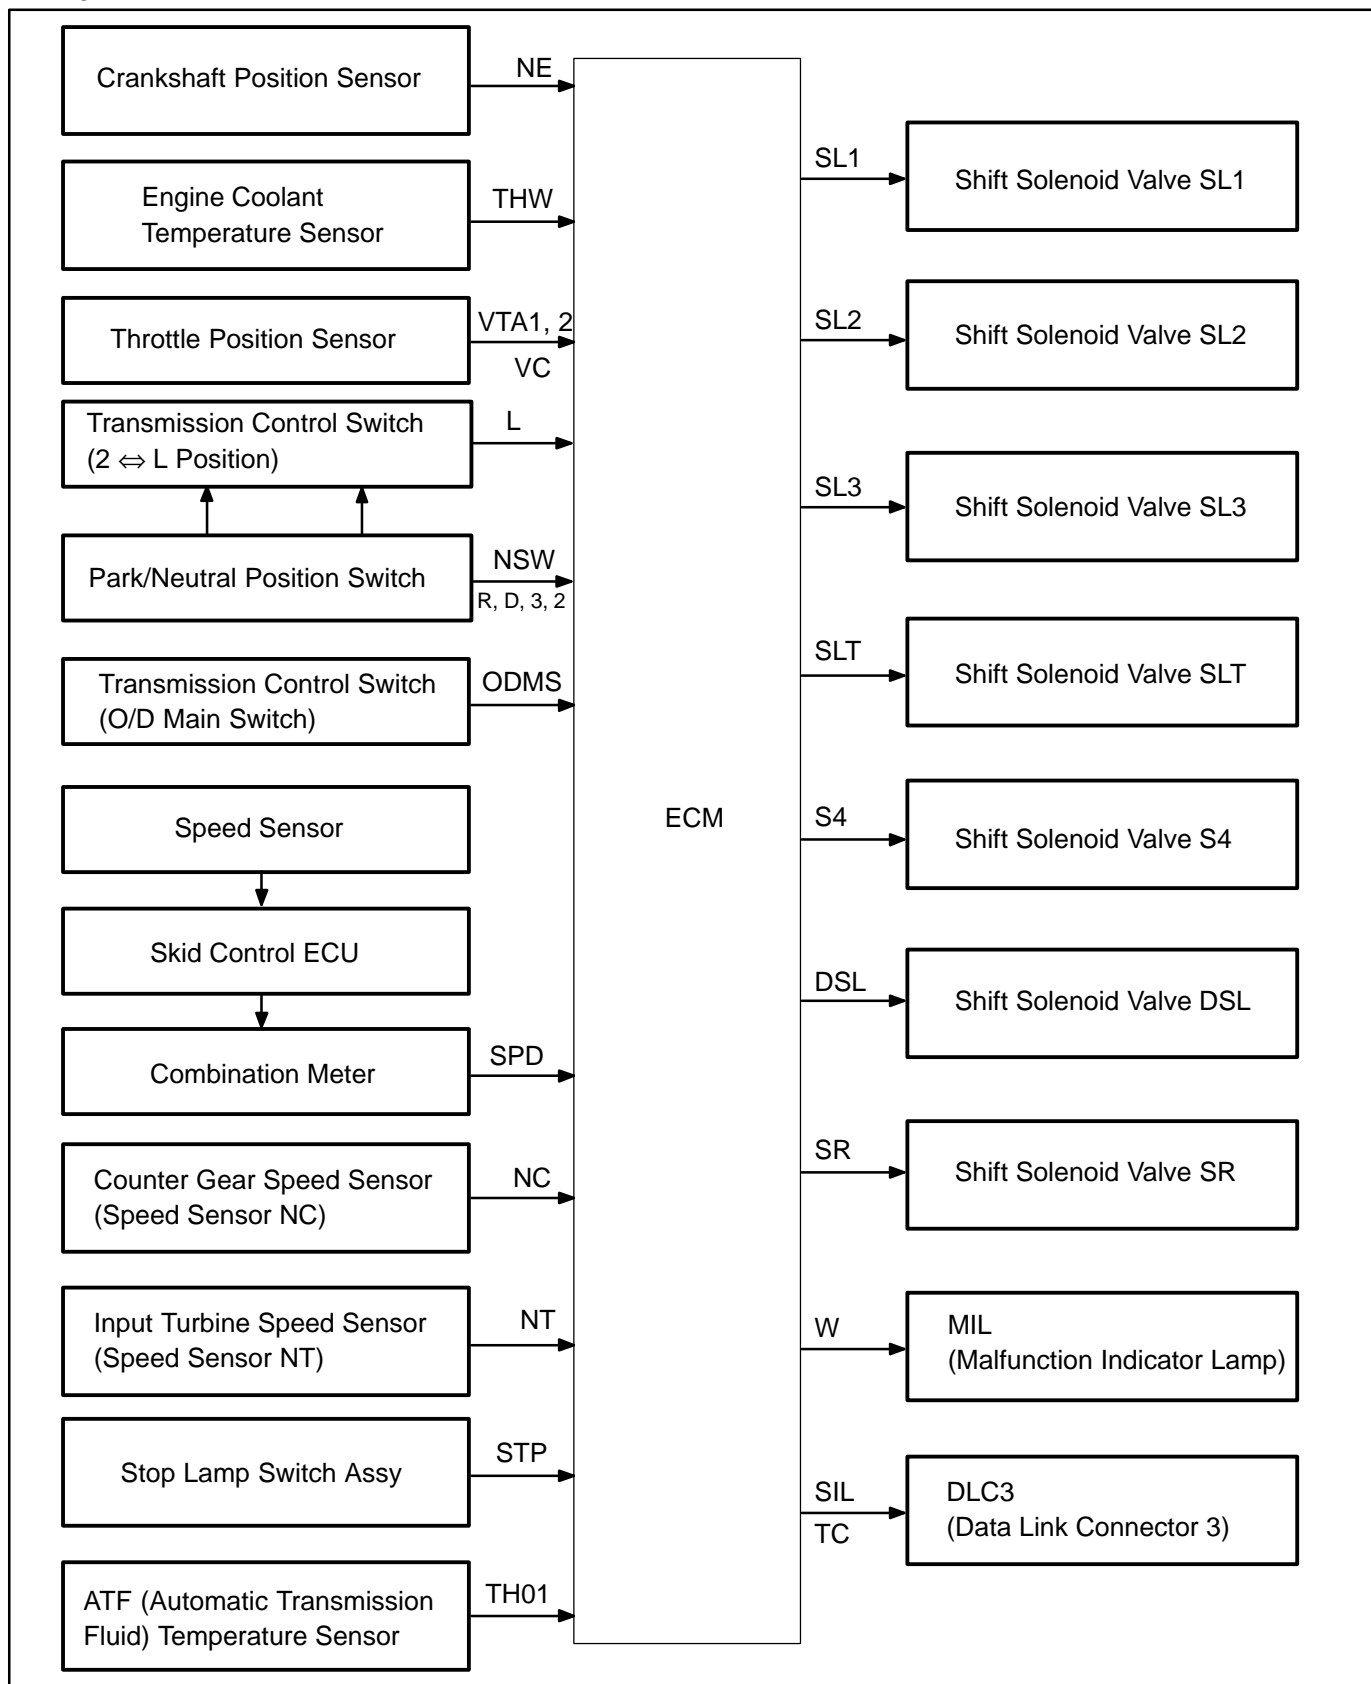 Crankshaft Position Sensor
NE
Engine Coolant
Temperature Sensor
THW
Throttle Position Sensor
VTA1, 2
VC
Transmission Control Switch
(2 ⇔ L Position)
L
Park/Neutral Position Switch
NSW
R, D, 3, 2
Transmission Control Switch
(O/D Main Switch)
ODMS
Speed Sensor
Skid Control ECU
Combination Meter
SPD
Counter Gear Speed Sensor
(Speed Sensor NC)
NC
Input Turbine Speed Sensor
(Speed Sensor NT)
NT
Stop Lamp Switch Assy
STP
ATF (Automatic Transmission
Fluid) Temperature Sensor
TH01
ECM
SL1
Shift Solenoid Valve SL1
SL2
Shift Solenoid Valve SL2
SL3
Shift Solenoid Valve SL3
SLT
Shift Solenoid Valve SLT
S4
Shift Solenoid Valve S4
DSL
Shift Solenoid Valve DSL
SR
Shift Solenoid Valve SR
W
MIL
(Malfunction Indicator Lamp)
SIL
TC
DLC3
(Data Link Connector 3)